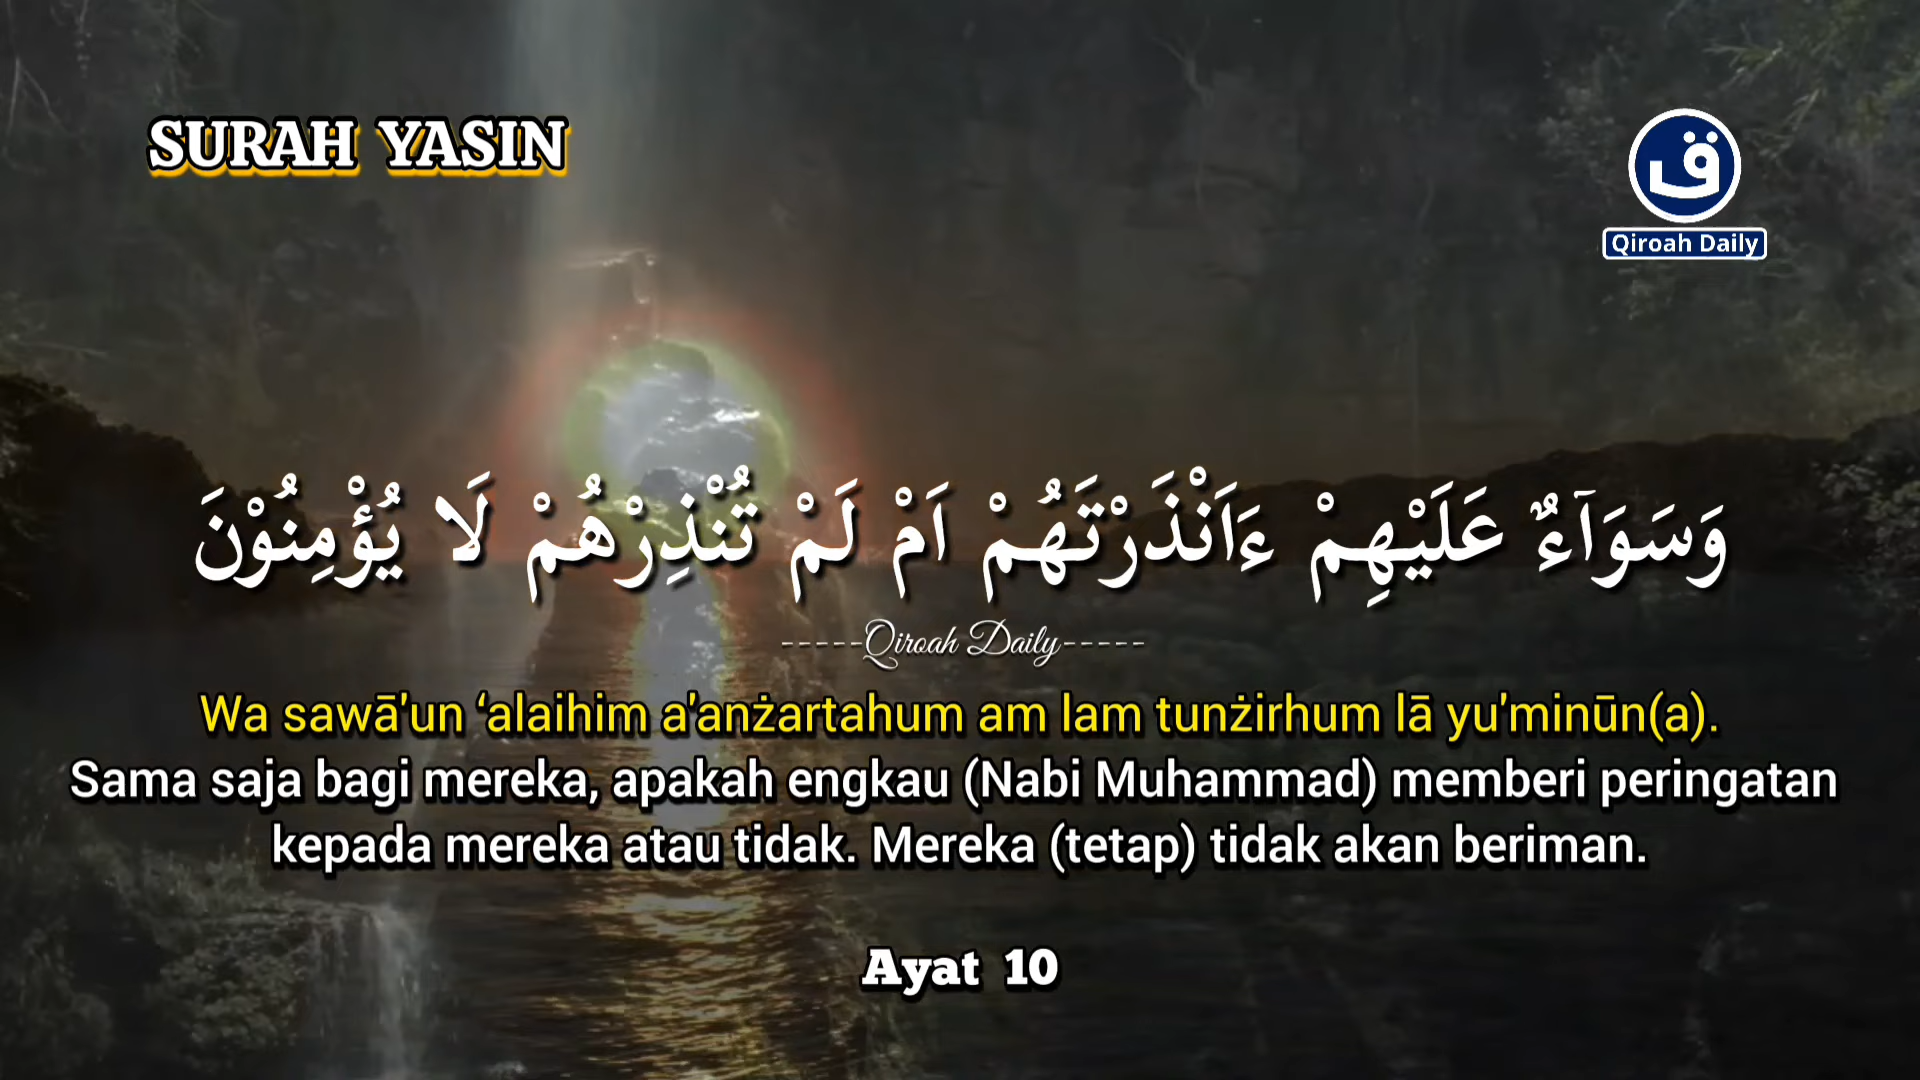 SURAH YASIN
ق
Qiroah Daily
وَسَوَآءٌ عَلَيْهِمْ ءَاَنْذَرْتَهُمْ اَمْ لَمْ تُنْذِرْهُمْ لَا يُؤْمِنُوْنَ
-----Qiroah Daily-----
Wa sawā'un ‘alaihim a'anżartahum am lam tunżirhum lā yu'minūn(a).
Sama saja bagi mereka, apakah engkau (Nabi Muhammad) memberi peringatan
kepada mereka atau tidak. Mereka (tetap) tidak akan beriman.
Ayat 10